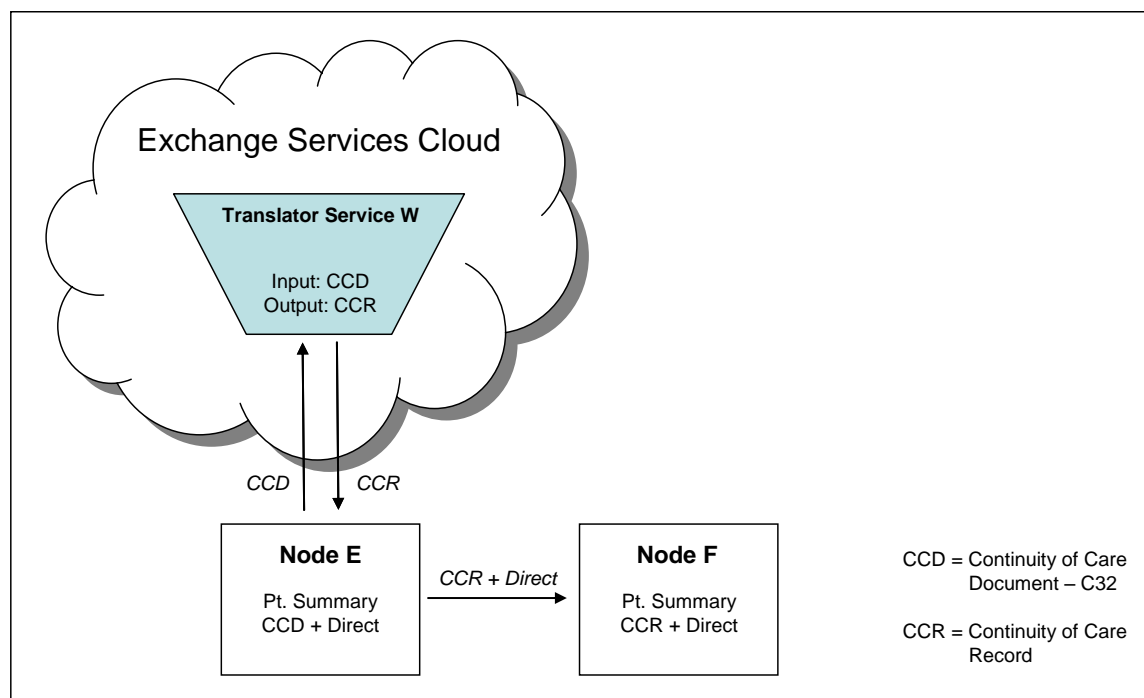 Exchange Services Cloud
Translator Service W
Input: CCD
Output: CCR
CCD
CCR
Node E
Pt. Summary
CCD + Direct
CCR + Direct
Node F
Pt. Summary
CCR + Direct
CCD = Continuity of Care
Document – C32
CCR = Continuity of Care
Record